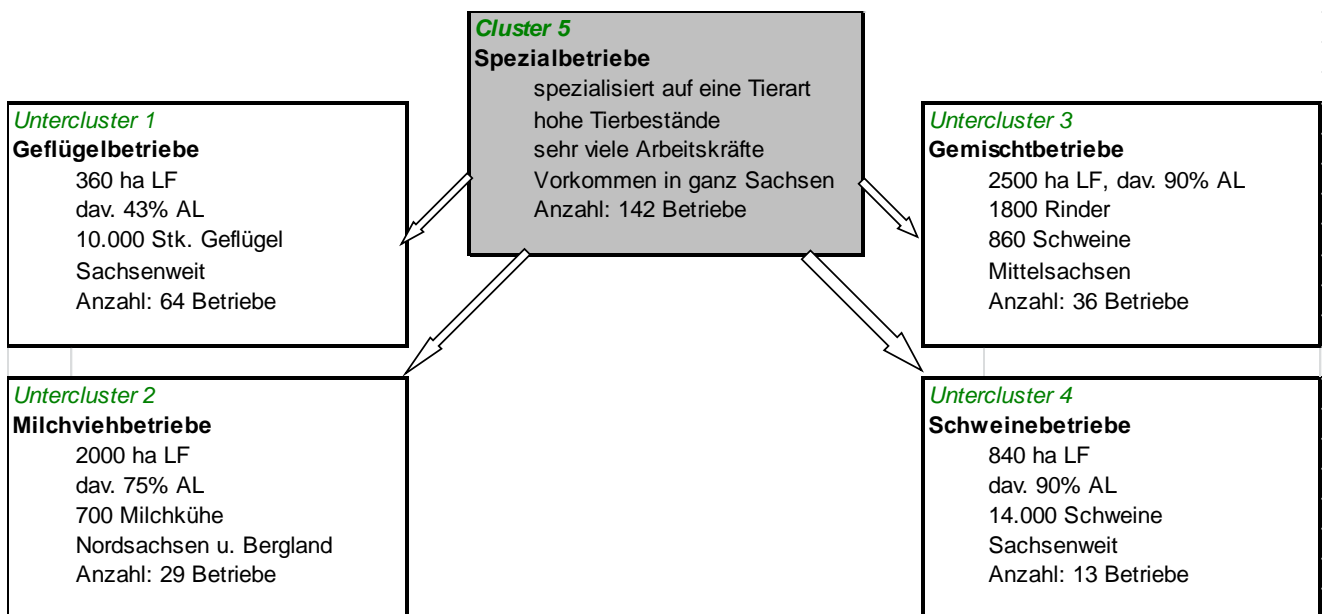 Cluster 5
Spezialbetriebe
spezialisiert auf eine Tierart
hohe Tierbestände
sehr viele Arbeitskräfte
Vorkommen in ganz Sachsen
Anzahl: 142 Betriebe
Untercluster 1
Geflügelbetriebe
360 ha LF
dav. 43% AL
10.000 Stk. Geflügel
Sachsenweit
Anzahl: 64 Betriebe
Untercluster 3
Gemischtbetriebe
2500 ha LF, dav. 90% AL
1800 Rinder
860 Schweine
Mittelsachsen
Anzahl: 36 Betriebe
Untercluster 2
Milchviehbetriebe
2000 ha LF
dav. 75% AL
700 Milchkühe
Nordsachsen u. Bergland
Anzahl: 29 Betriebe
Untercluster 4
Schweinebetriebe
840 ha LF
dav. 90% AL
14.000 Schweine
Sachsenweit
Anzahl: 13 Betriebe